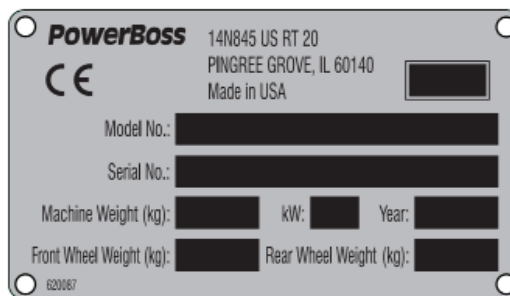 PowerBoss
14N845 US RT 20
PINGREE GROVE, IL 60140
Made in USA
CE
Model No.:
Serial No.:
Machine Weight (kg): kW: Year:
Front Wheel Weight (kg): Rear Wheel Weight (kg):
620087